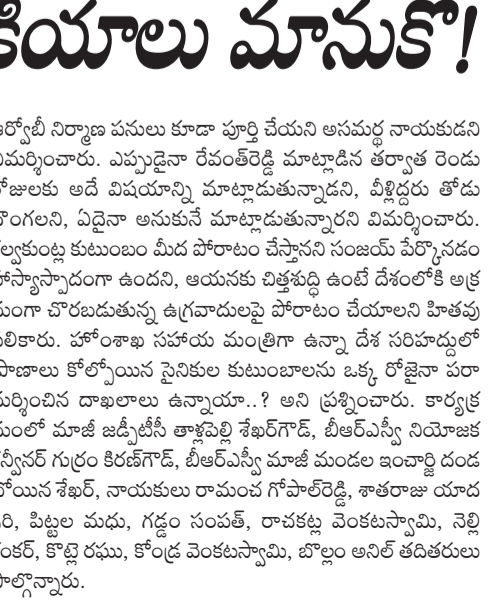 కియాలు మానుకో!
ఆర్వోబీ నిర్మాణ పనులు కూడా పూర్తి చేయని అసమర్థ నాయకుడని
విమర్శించారు. ఎప్పుడైనా రేవంత్‌రెడ్డి మాట్లాడిన తర్వాత రెండు
రోజులకు అదే విషయాన్ని మాట్లాడుతున్నాడని, వీళ్లిద్దరు తోడు
దొంగలని, ఏదైనా అనుకునే మాట్లాడుతున్నారని విమర్శించారు.
కల్వకుంట్ల కుటుంబం మీద పోరాటం చేస్తానని సంజయ్ పేర్కొనడం
హాస్యాస్పాదంగా ఉందని, ఆయనకు చిత్తశుద్ధి ఉంటే దేశంలోకి అక్ర
మంగా చొరబడుతున్న ఉగ్రవాదులపై పోరాటం చేయాలని హితవు
పలికారు. హోంశాఖ సహాయ మంత్రిగా ఉన్నా దేశ సరిహద్దులో
ప్రాణాలు కోల్పోయిన సైనికుల కుటుంబాలను ఒక్క రోజైనా పరా
మర్శించిన దాఖలాలు ఉన్నాయా..? అని ప్రశ్నించారు. కార్యక్ర
మంలో మాజీ జడ్పీటీసీ తాళ్లపెల్లి శేఖర్‌గౌడ్, బీఆర్ఎస్వీ నియోజక
కన్వీనర్ గుర్రం కిరణ్‌గౌడ్, బీఆర్ఎస్వీ మాజీ మండల ఇంచార్జి దండ
బోయిన శేఖర్, నాయకులు రామంచ గోపాల్‌రెడ్డి, శాతరాజు యాద
గిరి, పిట్టల మధు, గడ్డం సంపత్, రాచకట్ల వెంకటస్వామి, నెల్లి
శంకర్, కొట్టె రఘు, కోండ్ర వెంకటస్వామి, బొల్లం అనిల్ తదితరులు
పాల్గొన్నారు.